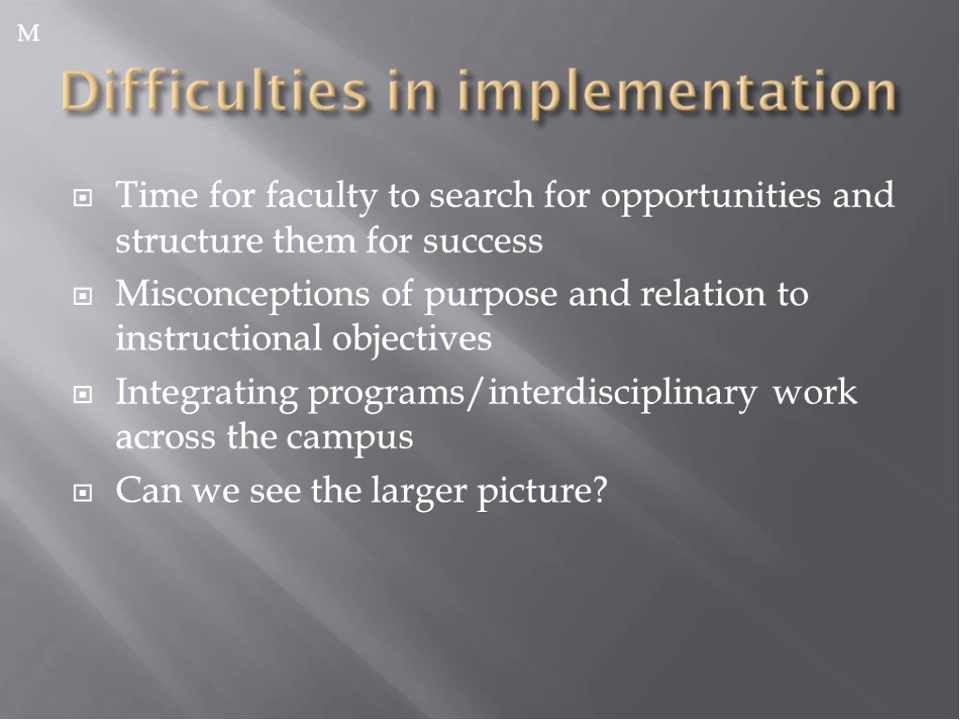 M
Difficulties in implementation
Time for faculty to search for opportunities and
structure them for success
Misconceptions of purpose and relation to
instructional objectives
Integrating programs/interdisciplinary work
across the campus
Can we see the larger picture?